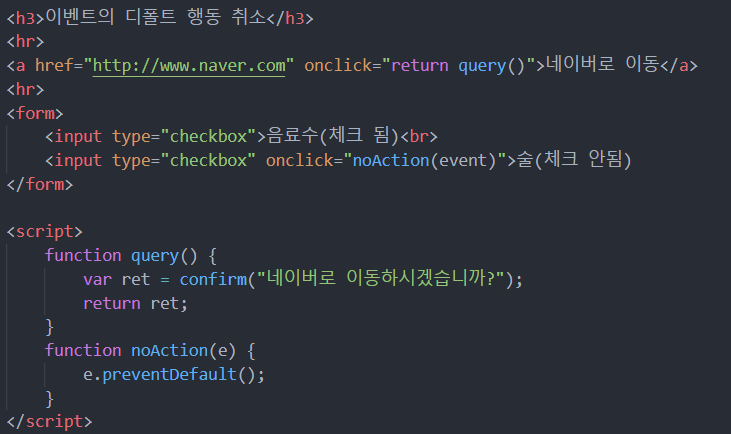 <h3>이벤트의 디폴트 행동 취소</h3>
<hr>
<a href="http://www.naver.com" onclick="return query()">네이버로 이동</a>
<hr>
<form>
    <input type="checkbox">음료수(체크 됨)<br>
    <input type="checkbox" onclick="noAction(event)">술(체크 안됨)
</form>

<script>
    function query() {
        var ret = confirm("네이버로 이동하시겠습니까?");
        return ret;
    }
    function noAction(e) {
        e.preventDefault();
    }
</script>